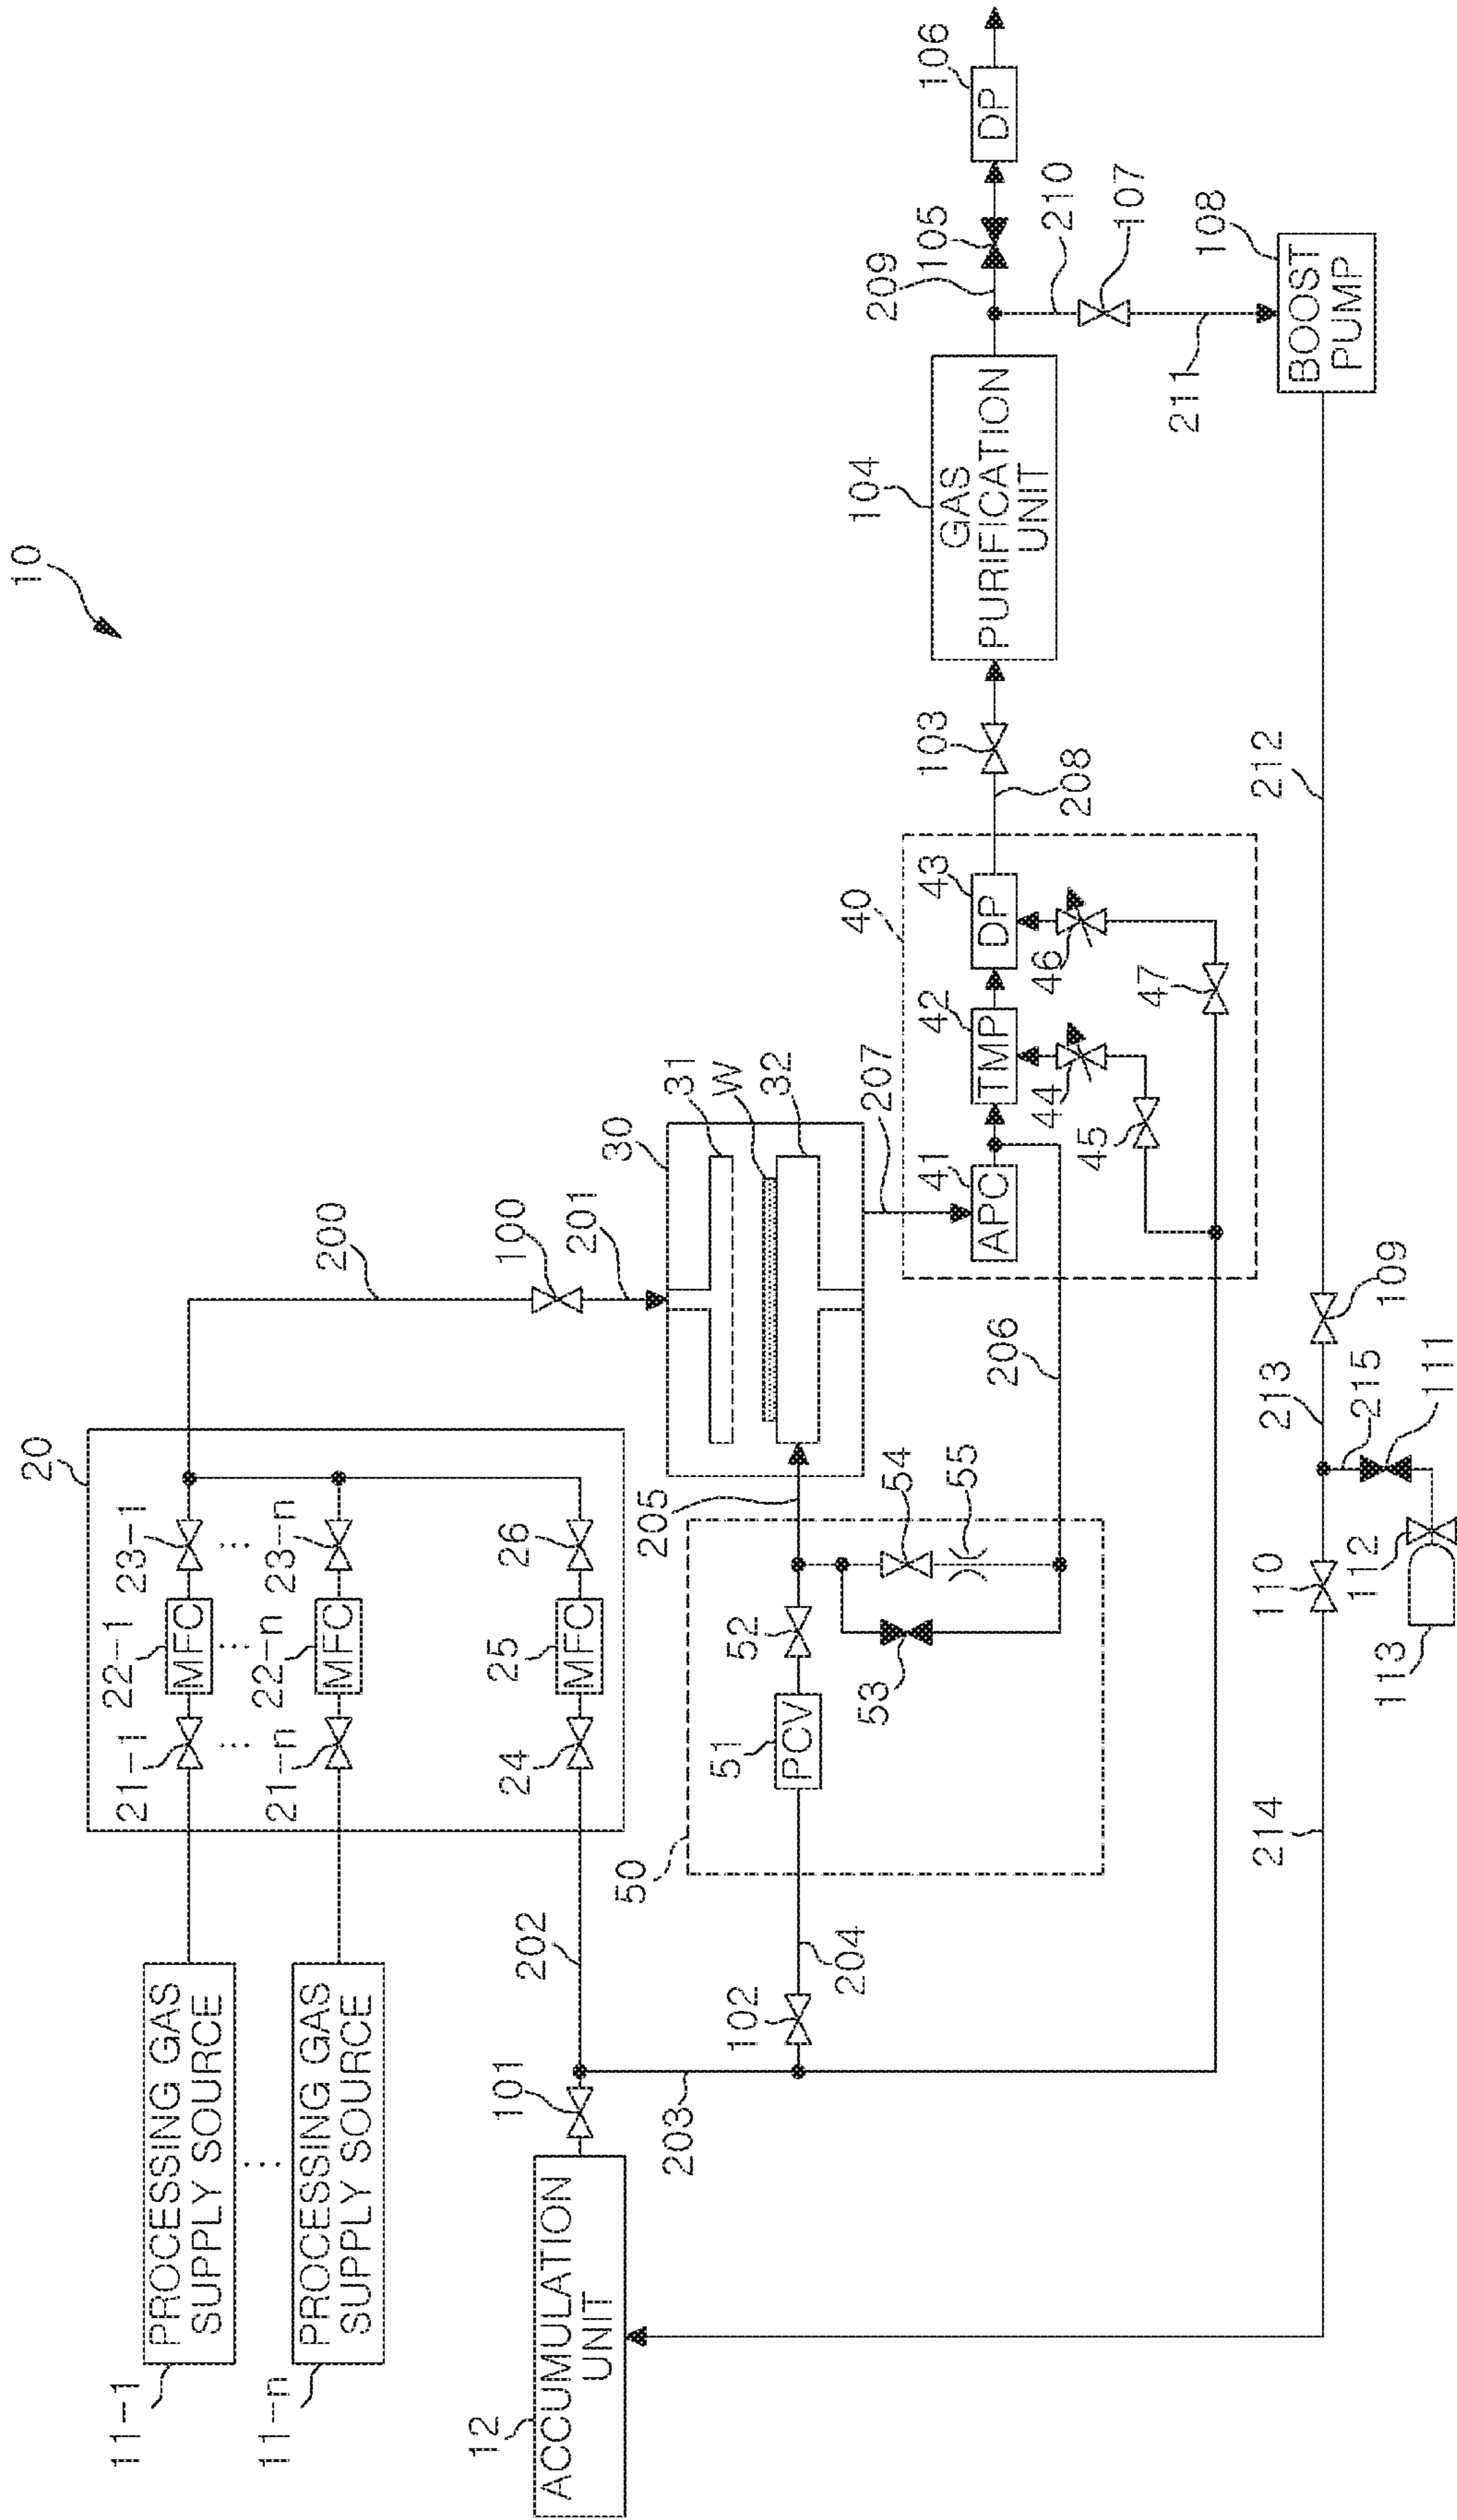 10
PROCESSING GAS
SUPPLY SOURCE
11-1
PROCESSING GAS
SUPPLY SOURCE
11-n
ACCUMULATION
UNIT
12
20
21-1
22-1
MFC
23-1
21-n
22-n
MFC
23-n
24
25
MFC
26
200
100
201
30
31
W
32
101
202
203
102
204
50
51
PCV
52
53
54
55
205
206
207
40
41
APC
42
TMP
43
DP
44
45
46
47
208
103
104
GAS
PURIFICATION
UNIT
209
105
106
DP
210
107
211
108
BOOST
PUMP
212
109
213
215
111
112
113
110
214